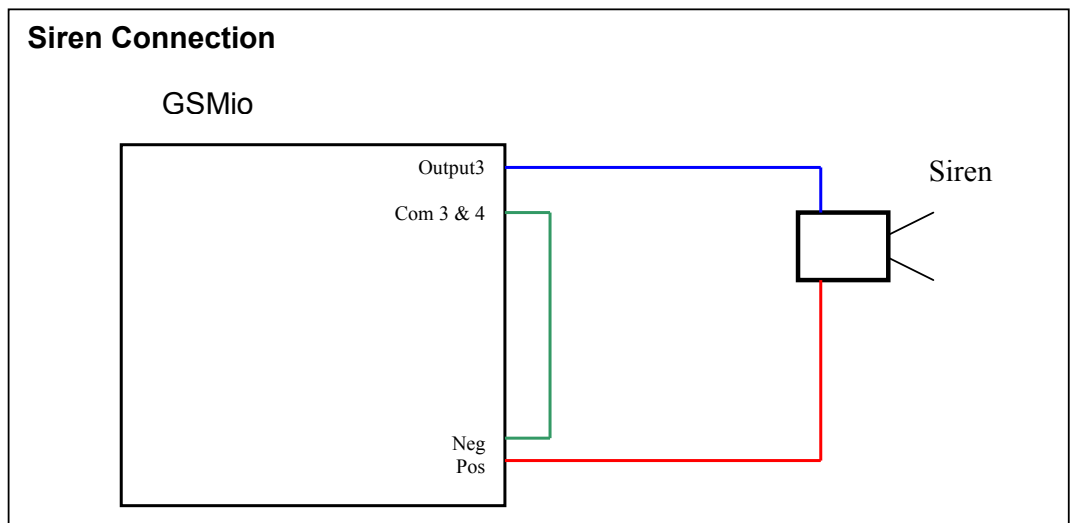 Siren Connection
GSMio
Output3
Siren
Com 3 & 4
Neg
Pos